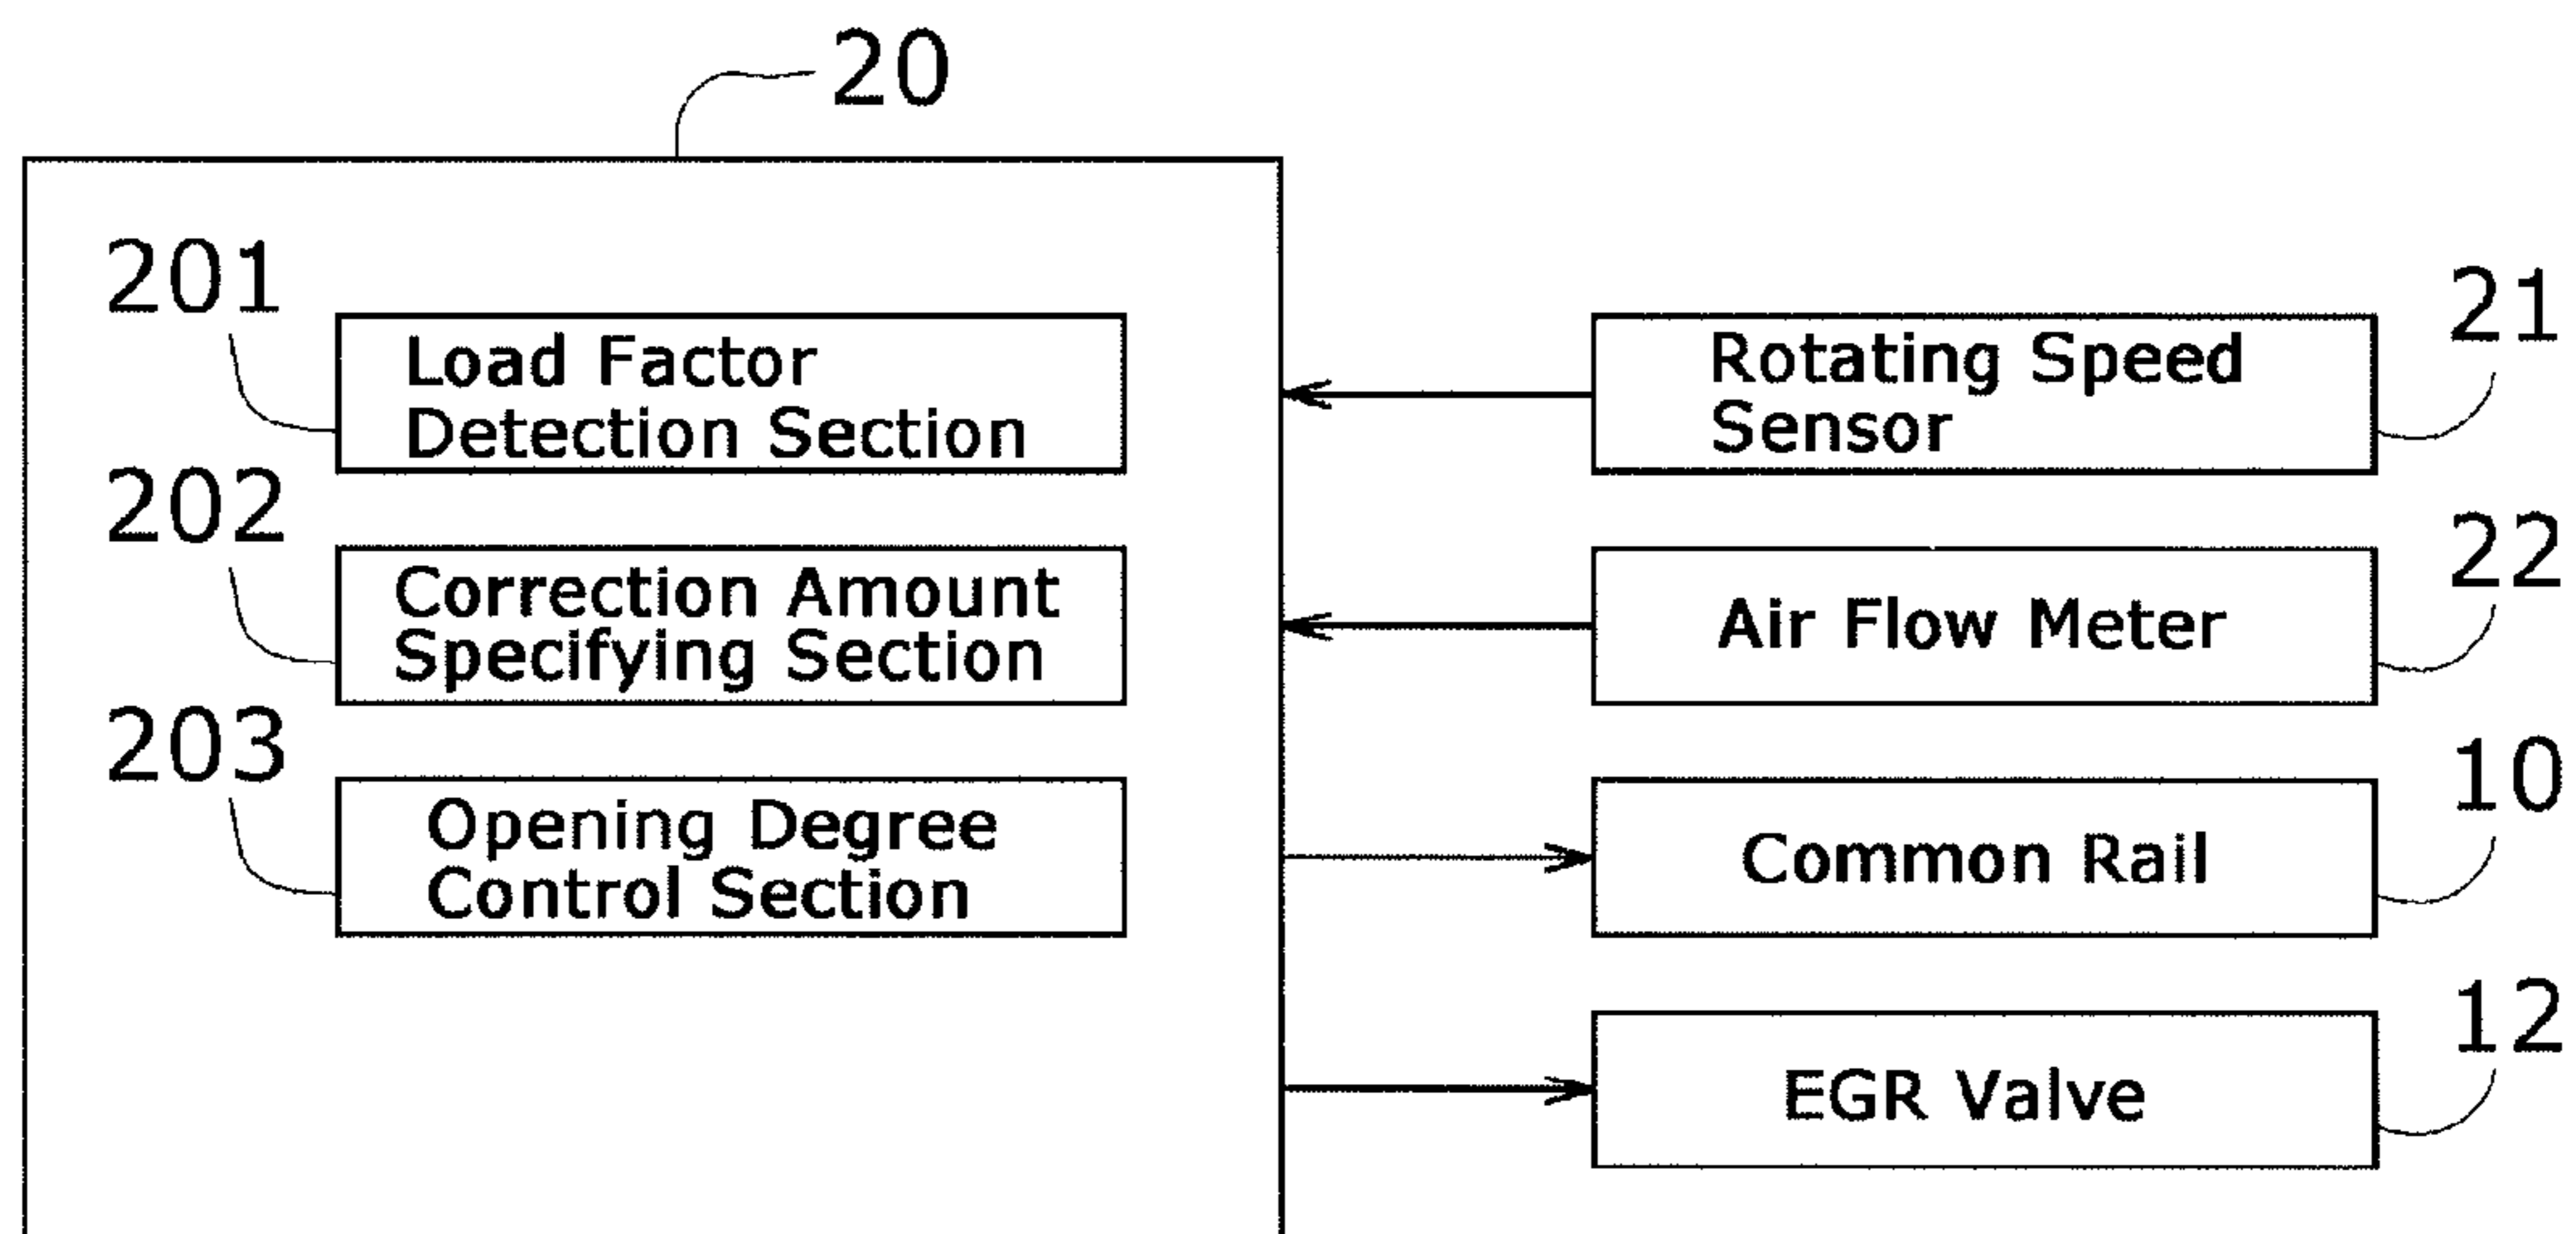 20
201
Load Factor
Detection Section
Rotating Speed
Sensor
21
202
Correction Amount
Specifying Section
Air Flow Meter
22
203
Opening Degree
Control Section
Common Rail
10
EGR Valve
12